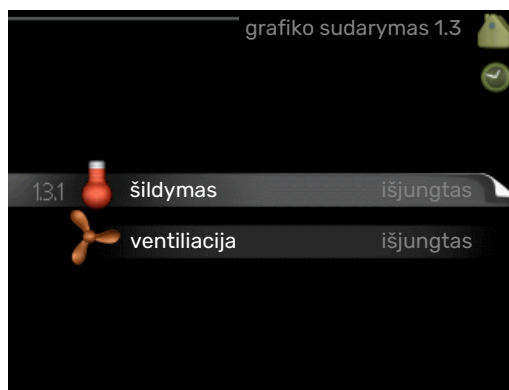 grafiko sudarymas 1.3
1.3.1 šildymas išjungtas
ventiliacija išjungtas